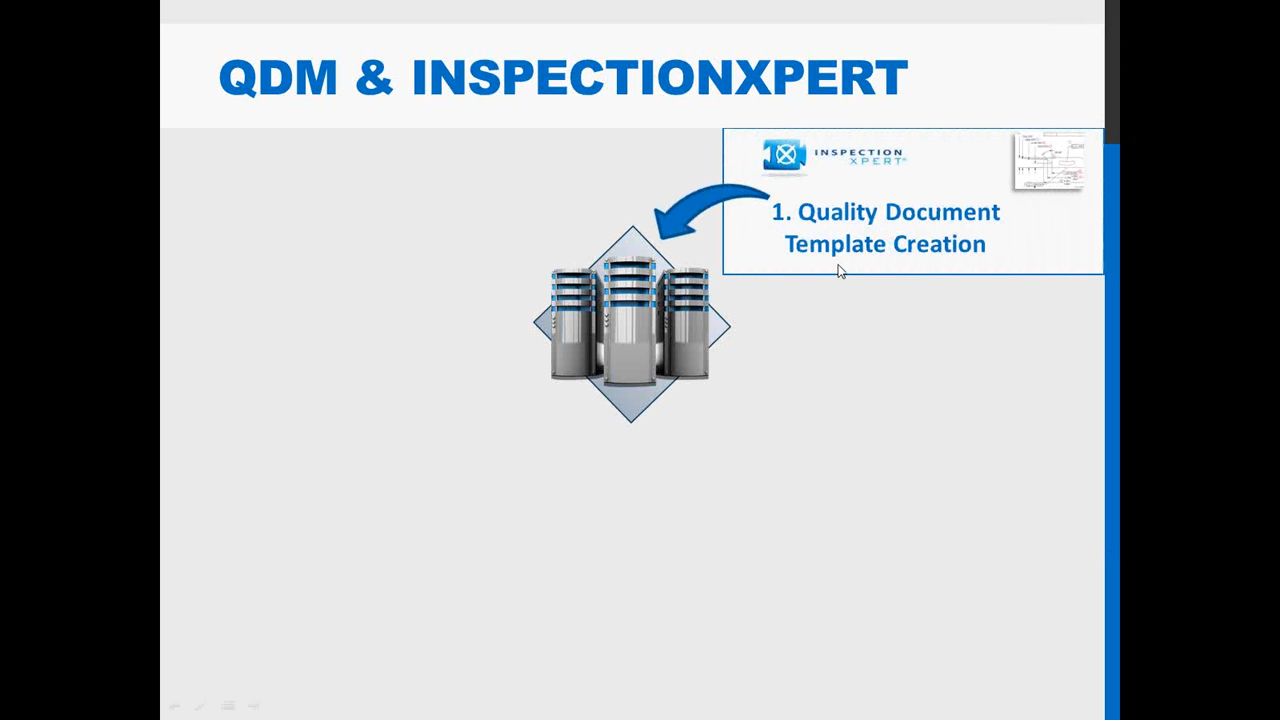 QDM & INSPECTIONXPERT
INSPECTION
XPERT®
1. Quality Document
Template Creation